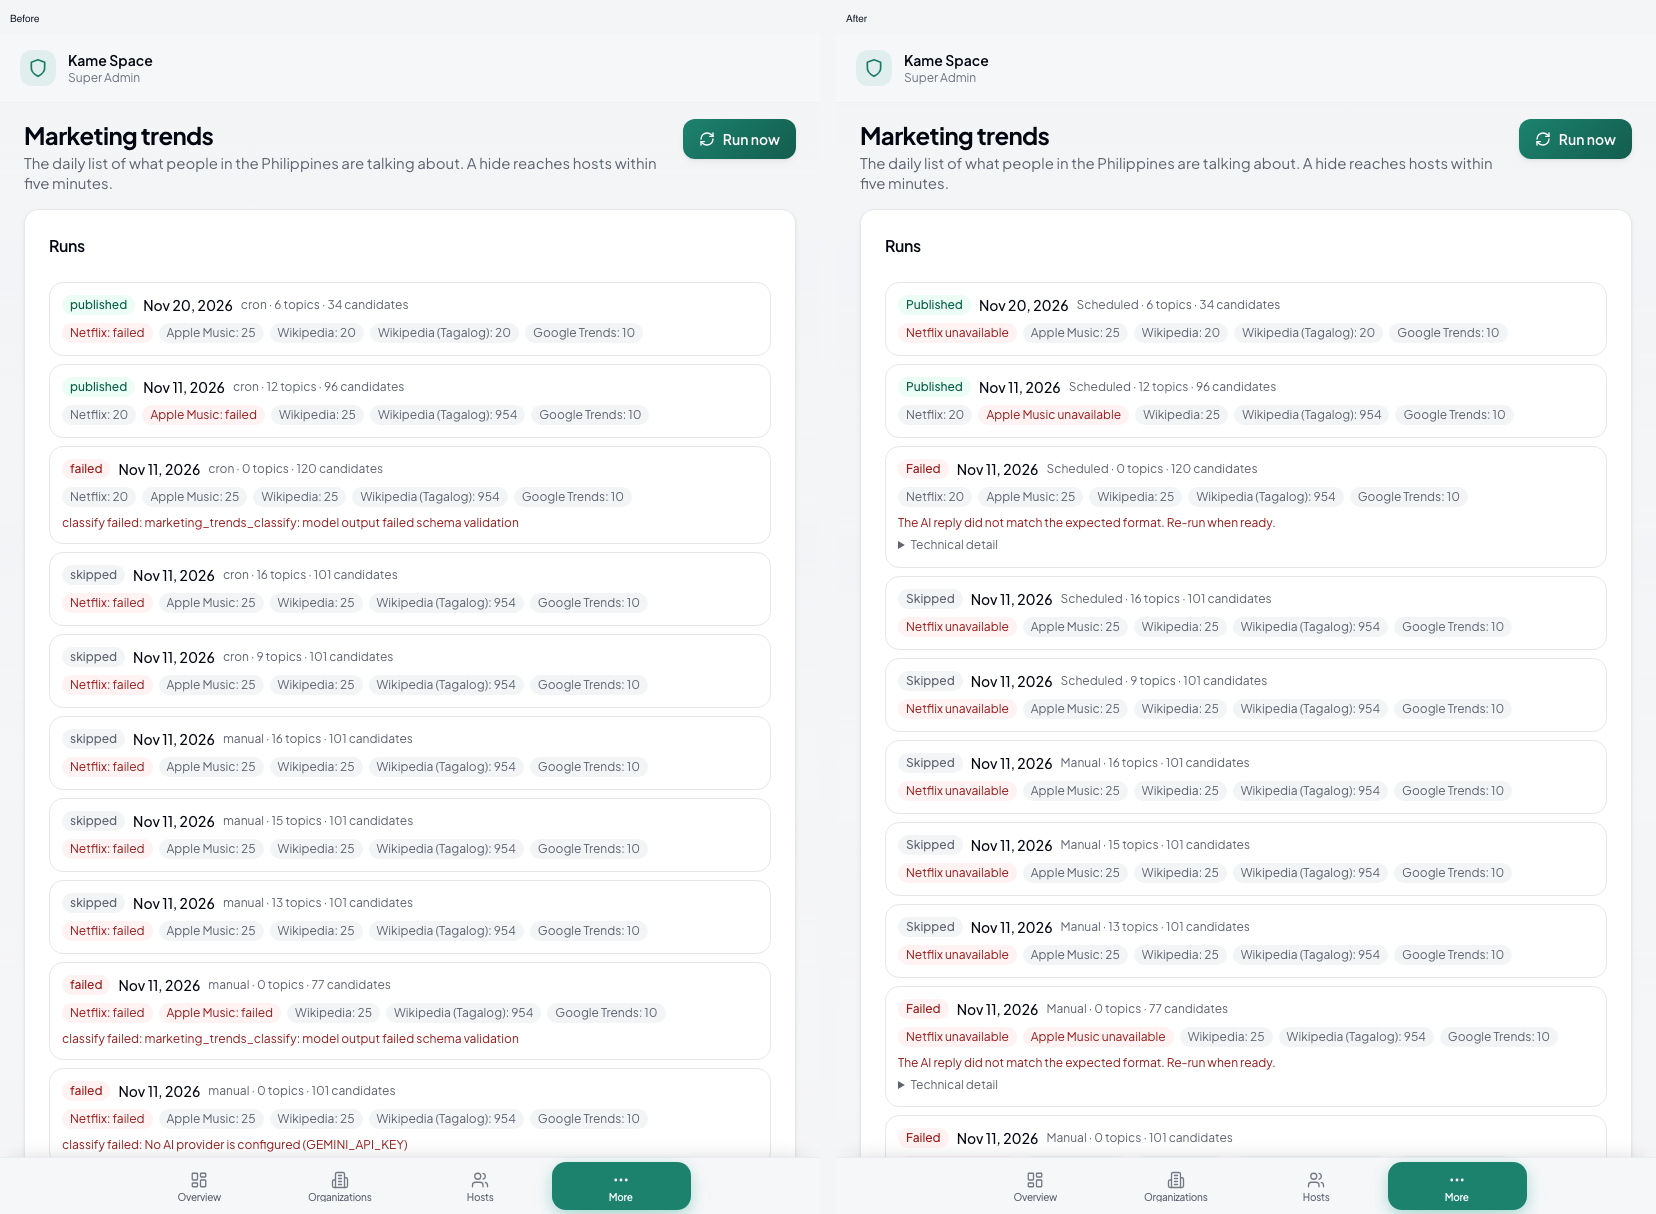 Before
Kame Space
Super Admin
Marketing trends
Run now
The daily list of what people in the Philippines are talking about. A hide reaches hosts within
five minutes.
Runs
published Nov 20, 2026 cron · 6 topics · 34 candidates
Netflix: failed Apple Music: 25 Wikipedia: 20 Wikipedia (Tagalog): 20 Google Trends: 10
published Nov 11, 2026 cron · 12 topics · 96 candidates
Netflix: 20 Apple Music: failed Wikipedia: 25 Wikipedia (Tagalog): 954 Google Trends: 10
failed Nov 11, 2026 cron · 0 topics · 120 candidates
Netflix: 20 Apple Music: 25 Wikipedia: 25 Wikipedia (Tagalog): 954 Google Trends: 10
classify failed: marketing_trends_classify: model output failed schema validation
skipped Nov 11, 2026 cron · 16 topics · 101 candidates
Netflix: failed Apple Music: 25 Wikipedia: 25 Wikipedia (Tagalog): 954 Google Trends: 10
skipped Nov 11, 2026 cron · 9 topics · 101 candidates
Netflix: failed Apple Music: 25 Wikipedia: 25 Wikipedia (Tagalog): 954 Google Trends: 10
skipped Nov 11, 2026 manual · 16 topics · 101 candidates
Netflix: failed Apple Music: 25 Wikipedia: 25 Wikipedia (Tagalog): 954 Google Trends: 10
skipped Nov 11, 2026 manual · 15 topics · 101 candidates
Netflix: failed Apple Music: 25 Wikipedia: 25 Wikipedia (Tagalog): 954 Google Trends: 10
skipped Nov 11, 2026 manual · 13 topics · 101 candidates
Netflix: failed Apple Music: 25 Wikipedia: 25 Wikipedia (Tagalog): 954 Google Trends: 10
failed Nov 11, 2026 manual · 0 topics · 77 candidates
Netflix: failed Apple Music: failed Wikipedia: 25 Wikipedia (Tagalog): 954 Google Trends: 10
classify failed: marketing_trends_classify: model output failed schema validation
failed Nov 11, 2026 manual · 0 topics · 101 candidates
Netflix: failed Apple Music: 25 Wikipedia: 25 Wikipedia (Tagalog): 954 Google Trends: 10
classify failed: No AI provider is configured (GEMINI_API_KEY)
Overview Organizations Hosts More
After
Kame Space
Super Admin
Marketing trends
Run now
The daily list of what people in the Philippines are talking about. A hide reaches hosts within
five minutes.
Runs
Published Nov 20, 2026 Scheduled · 6 topics · 34 candidates
Netflix unavailable Apple Music: 25 Wikipedia: 20 Wikipedia (Tagalog): 20 Google Trends: 10
Published Nov 11, 2026 Scheduled · 12 topics · 96 candidates
Netflix: 20 Apple Music unavailable Wikipedia: 25 Wikipedia (Tagalog): 954 Google Trends: 10
Failed Nov 11, 2026 Scheduled · 0 topics · 120 candidates
Netflix: 20 Apple Music: 25 Wikipedia: 25 Wikipedia (Tagalog): 954 Google Trends: 10
The AI reply did not match the expected format. Re-run when ready.
Technical detail
Skipped Nov 11, 2026 Scheduled · 16 topics · 101 candidates
Netflix unavailable Apple Music: 25 Wikipedia: 25 Wikipedia (Tagalog): 954 Google Trends: 10
Skipped Nov 11, 2026 Scheduled · 9 topics · 101 candidates
Netflix unavailable Apple Music: 25 Wikipedia: 25 Wikipedia (Tagalog): 954 Google Trends: 10
Skipped Nov 11, 2026 Manual · 16 topics · 101 candidates
Netflix unavailable Apple Music: 25 Wikipedia: 25 Wikipedia (Tagalog): 954 Google Trends: 10
Skipped Nov 11, 2026 Manual · 15 topics · 101 candidates
Netflix unavailable Apple Music: 25 Wikipedia: 25 Wikipedia (Tagalog): 954 Google Trends: 10
Skipped Nov 11, 2026 Manual · 13 topics · 101 candidates
Netflix unavailable Apple Music: 25 Wikipedia: 25 Wikipedia (Tagalog): 954 Google Trends: 10
Failed Nov 11, 2026 Manual · 0 topics · 77 candidates
Netflix unavailable Apple Music unavailable Wikipedia: 25 Wikipedia (Tagalog): 954 Google Trends: 10
The AI reply did not match the expected format. Re-run when ready.
Technical detail
Failed Nov 11, 2026 Manual · 0 topics · 101 candidates
Overview Organizations Hosts More